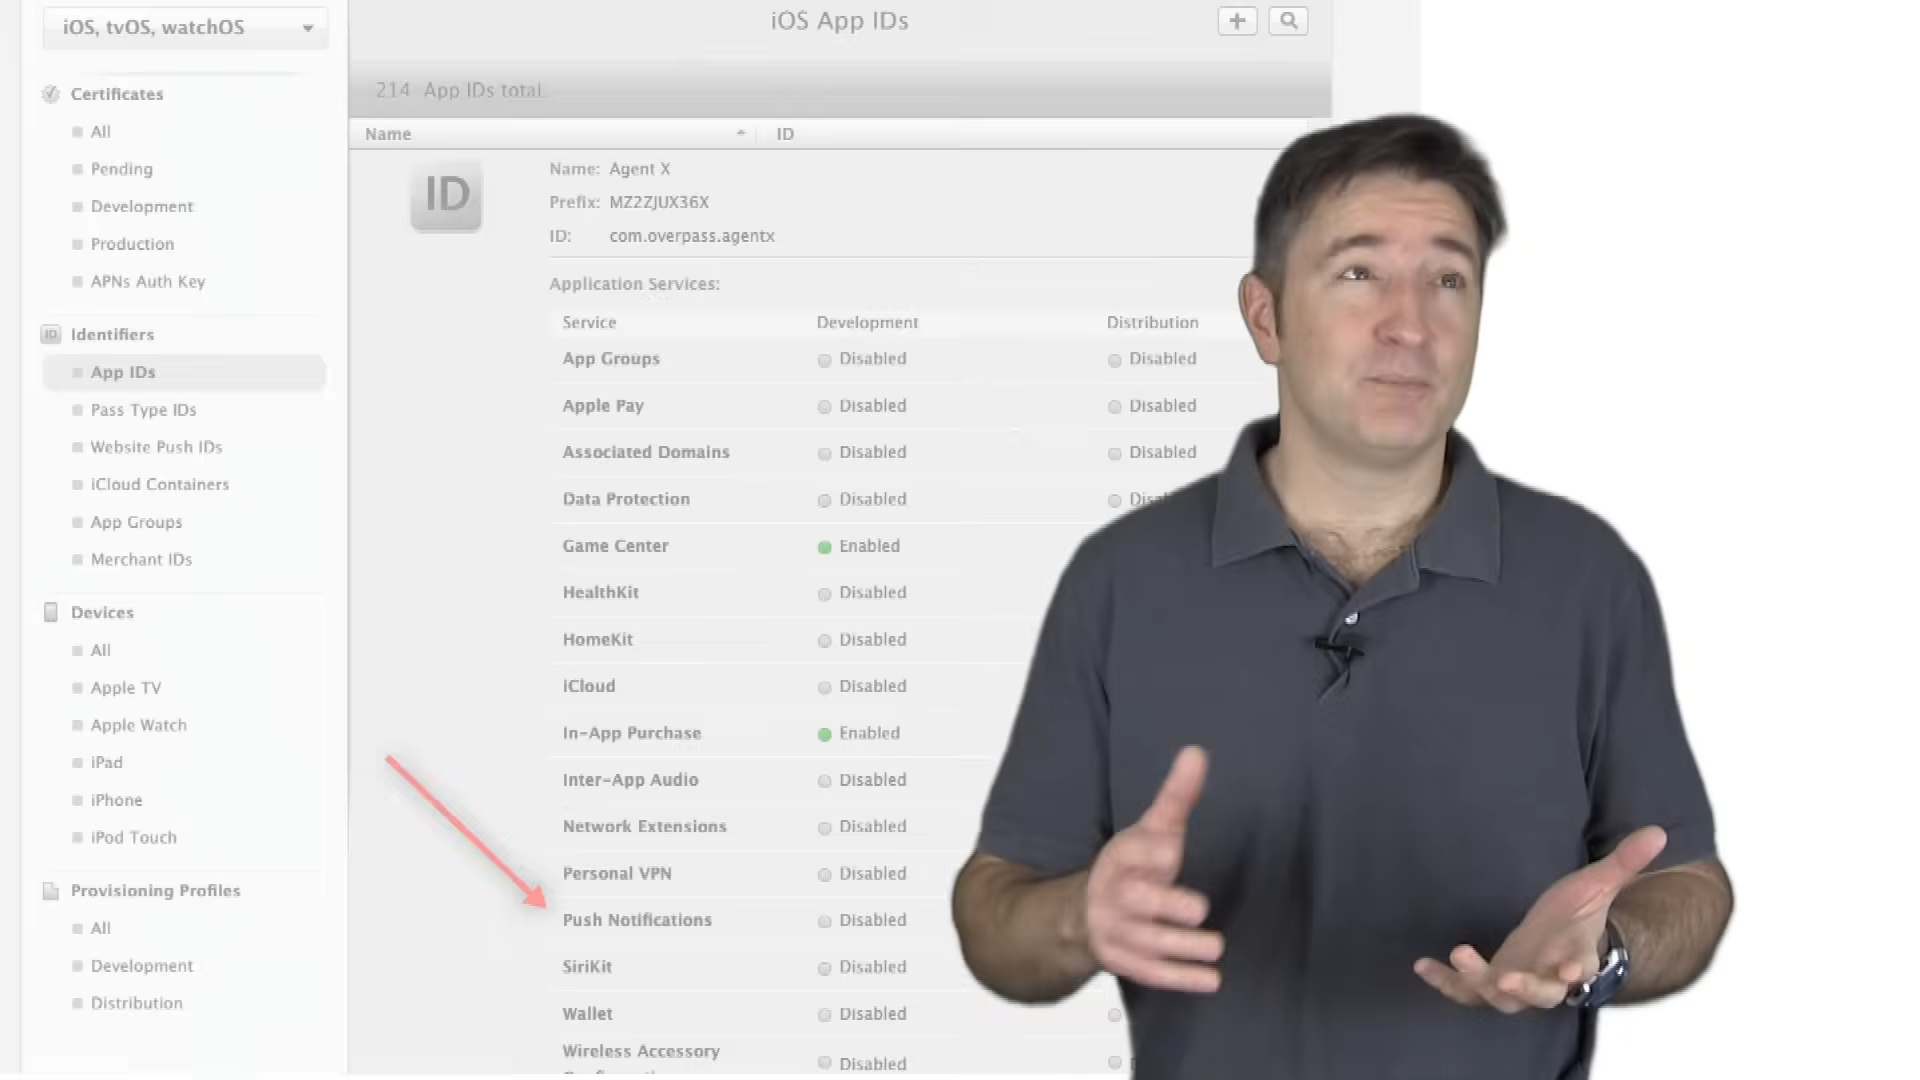 iOS, tvOS, watchOS
Certificates
All
Pending
Development
Production
APNs Auth Key
ID Identifiers
App IDs
Pass Type IDs
Website Push IDs
iCloud Containers
App Groups
Merchant IDs
Devices
All
Apple TV
Apple Watch
iPad
iPhone
iPod Touch
Provisioning Profiles
All
Development
Distribution
iOS App IDs
214 App IDs total.
Name ID
ID
Name: Agent X
Prefix: MZ2ZJUX36X
ID: com.overpass.agentx
Application Services:
Service Development Distribution
App Groups Disabled Disabled
Apple Pay Disabled Disabled
Associated Domains Disabled Disabled
Data Protection Disabled
Game Center Enabled
HealthKit Disabled
HomeKit Disabled
iCloud Disabled
In-App Purchase Enabled
Inter-App Audio Disabled
Network Extensions Disabled
Personal VPN Disabled
Push Notifications Disabled
SiriKit Disabled
Wallet Disabled
Wireless Accessory Disabled